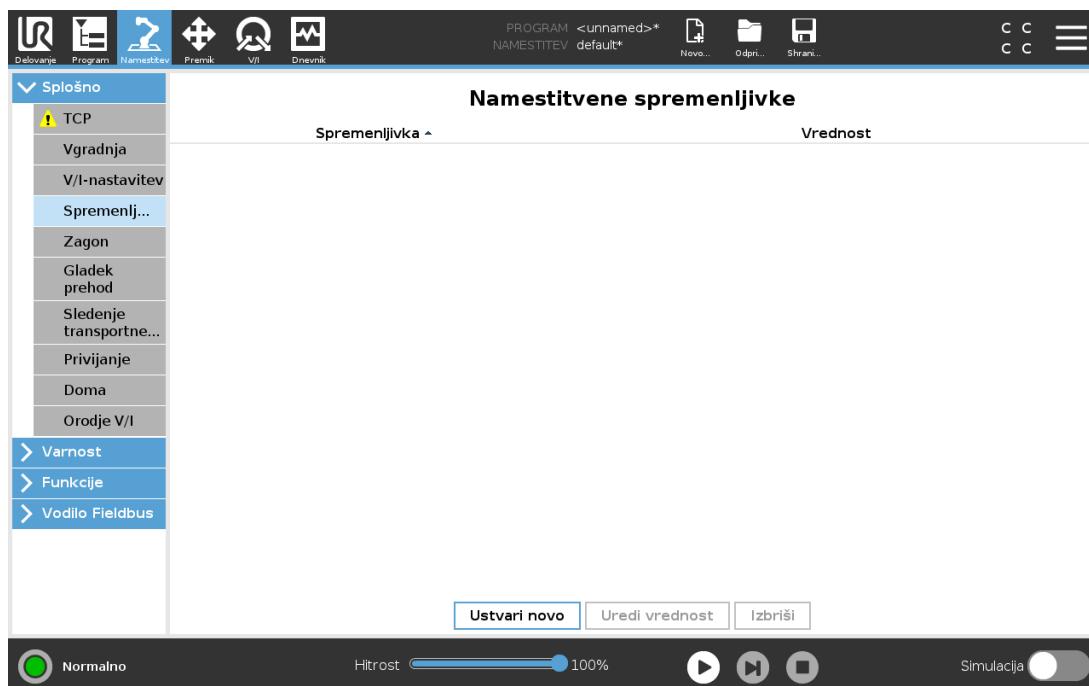 UR
PROGRAM <unnamed>*
NAMESTITEV default*
C C
C C
Delovanje Program Namestitev Premik V/I Dnevnik Novo... Odpri... Shrani...
Splošno
TCP
Vgradnja
V/I-nastavitev
Spremenlj...
Zagon
Gladek
prehod
Sledenje
transportne...
Privijanje
Doma
Orodje V/I
Varnost
Funkcije
Vodilo Fieldbus
Namestitvene spremenljivke
Spremenljivka Vrednost
Ustvari novo Uredi vrednost Izbriši
Normalno Hitrost 100% Simulacija